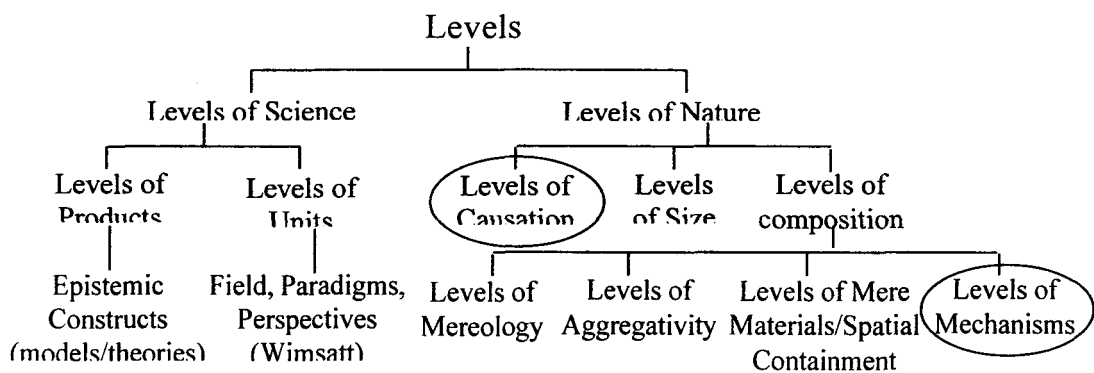 Levels
Levels of Science
Levels of Nature
Levels of
Products
Levels of
Units
Levels of
Causation
Levels
of Size
Levels of
composition
Epistemic
Constructs
(models/theories)
Field, Paradigms,
Perspectives
(Wimsatt)
Levels of
Mereology
Levels of
Aggregativity
Levels of Mere
Materials/Spatial
Containment
Levels of
Mechanisms